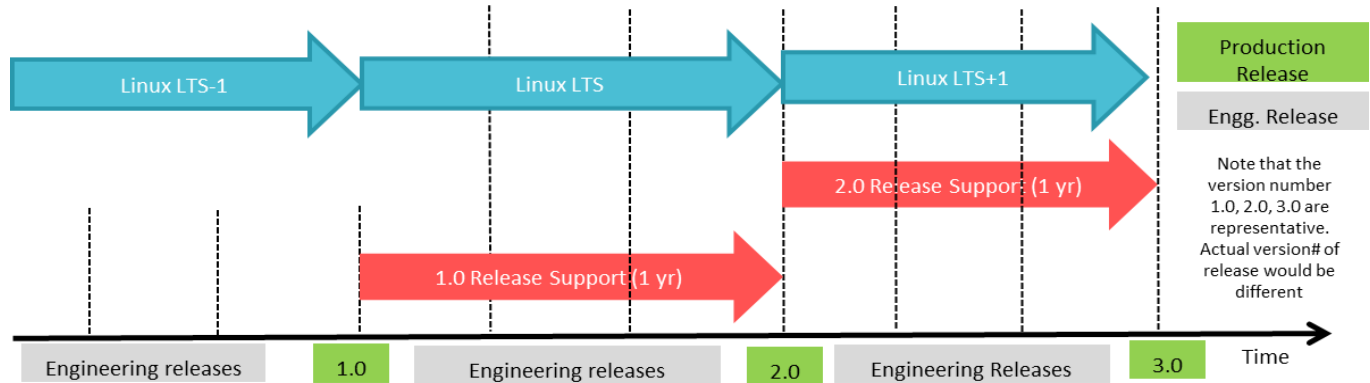 Linux LTS-1
Linux LTS
Linux LTS+1
Production
Release
Engg. Release
Note that the
version number
1.0, 2.0, 3.0 are
representative.
Actual version# of
release would be
different
2.0 Release Support (1 yr)
1.0 Release Support (1 yr)
Engineering releases
1.0
Engineering releases
2.0
Engineering Releases
3.0
Time